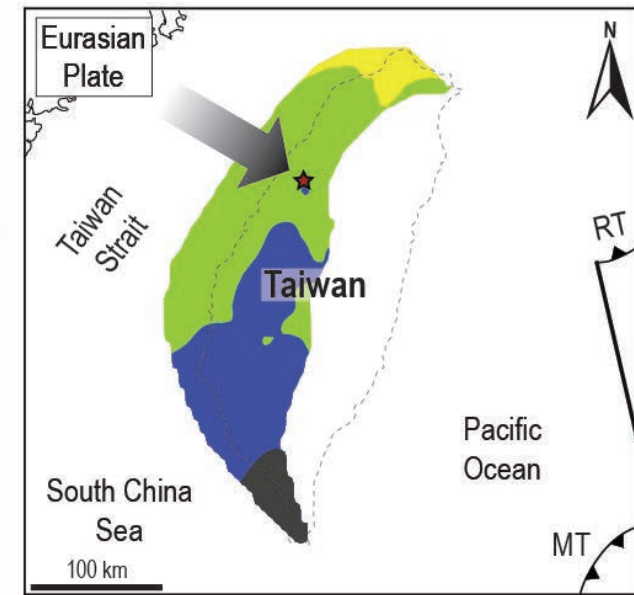 Eurasian
Plate
N
Taiwan
Strait
RT
Taiwan
Pacific
Ocean
South China
Sea
MT
100 km